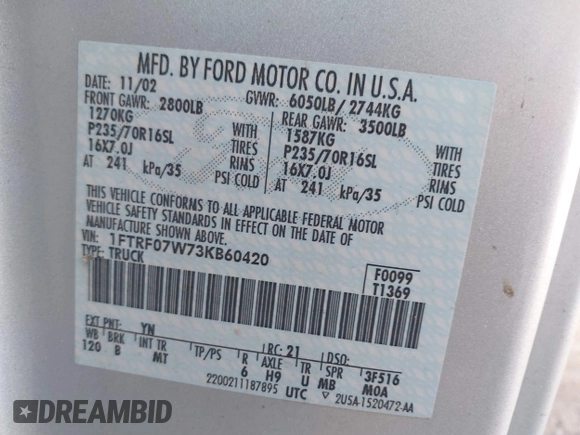 MFD. BY FORD MOTOR CO. IN U.S.A.
DATE: 11/02 GVWR: 6050LB/ 2744KG
FRONT GAWR: 2800LB REAR GAWR: 3500LB
1270KG WITH 1587KG WITH
P235/70R16SL TIRES P235/70R16SL TIRES
16X7.0J RIMS 16X7.0J RIMS
AT 241 kPa/35 PSI COLD AT 241 kPa/35 PSI COLD
THIS VEHICLE CONFORMS TO ALL APPLICABLE FEDERAL MOTOR
VEHICLE SAFETY STANDARDS IN EFFECT ON THE DATE OF
MANUFACTURE SHOWN ABOVE.
VIN: 1FTRF07W73KB60420
TYPE: TRUCK
F0099
T1369
EXT PNT: YN RC: 21 DSO:
WB BRK INT TR TP/PS R AXLE TR SPR 3F516
120 B MT 6 H9 U MB MOA
2200211187895 UTC ▽ 2USA-1520472-AA
DREAMBID
AUCTION HISTORY